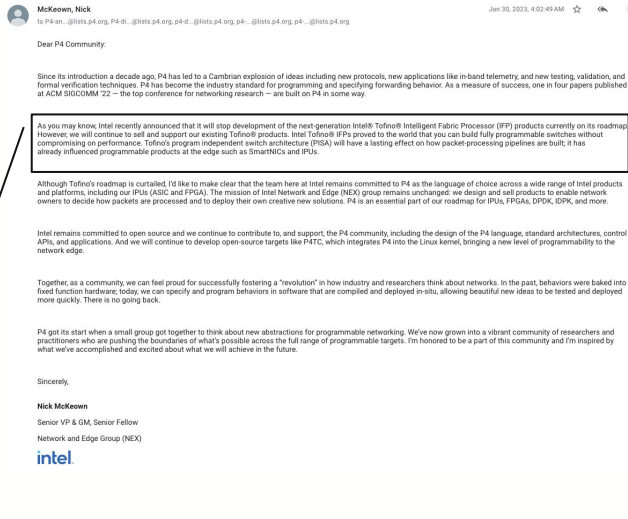 McKeown, Nick
Jan 30, 2023, 4:02:49 AM
to P4-an...@lists.p4.org, P4-di...@lists.p4.org, p4-d...@lists.p4.org, p4-...@lists.p4.org, p4-...@lists.p4.org
Dear P4 Community:
Since its introduction a decade ago, P4 has led to a Cambrian explosion of ideas including new protocols, new applications like in-band telemetry, and new testing, validation, and
formal verification techniques. P4 has become the industry standard for programming and specifying forwarding behavior. As a measure of success, one in four papers published
at ACM SIGCOMM '22 — the top conference for networking research — are built on P4 in some way.
As you may know, Intel recently announced that it will stop development of the next-generation Intel® Tofino® Intelligent Fabric Processor (IFP) products currently on its roadmap
However, we will continue to sell and support our existing Tofino® products. Intel Tofino® IFPs proved to the world that you can build fully programmable switches without
compromising on performance. Tofino's program independent switch architecture (PISA) will have a lasting effect on how packet-processing pipelines are built; it has
already influenced programmable products at the edge such as SmartNICs and IPUs.
Although Tofino's roadmap is curtailed, I'd like to make clear that the team here at Intel remains committed to P4 as the language of choice across a wide range of Intel products
and platforms, including our IPUs (ASIC and FPGA). The mission of Intel Network and Edge (NEX) group remains unchanged: we design and sell products to enable network
owners to decide how packets are processed and to deploy their own creative new solutions. P4 is an essential part of our roadmap for IPUs, FPGAs, DPDK, IDPK, and more.
Intel remains committed to open source and we continue to contribute to, and support, the P4 community, including the design of the P4 language, standard architectures, control
APIs, and applications. And we will continue to develop open-source targets like P4TC, which integrates P4 into the Linux kernel, bringing a new level of programmability to the
network edge.
Together, as a community, we can feel proud for successfully fostering a "revolution" in how industry and researchers think about networks. In the past, behaviors were baked into
fixed function hardware; today, we can specify and program behaviors in software that are compiled and deployed in-situ, allowing beautiful new ideas to be tested and deployed
more quickly. There is no going back.
P4 got its start when a small group got together to think about new abstractions for programmable networking. We've now grown into a vibrant community of researchers and
practitioners who are pushing the boundaries of what's possible across the full range of programmable targets. I'm honored to be a part of this community and I'm inspired by
what we've accomplished and excited about what we will achieve in the future.
Sincerely,
Nick McKeown
Senior VP & GM, Senior Fellow
Network and Edge Group (NEX)
intel.